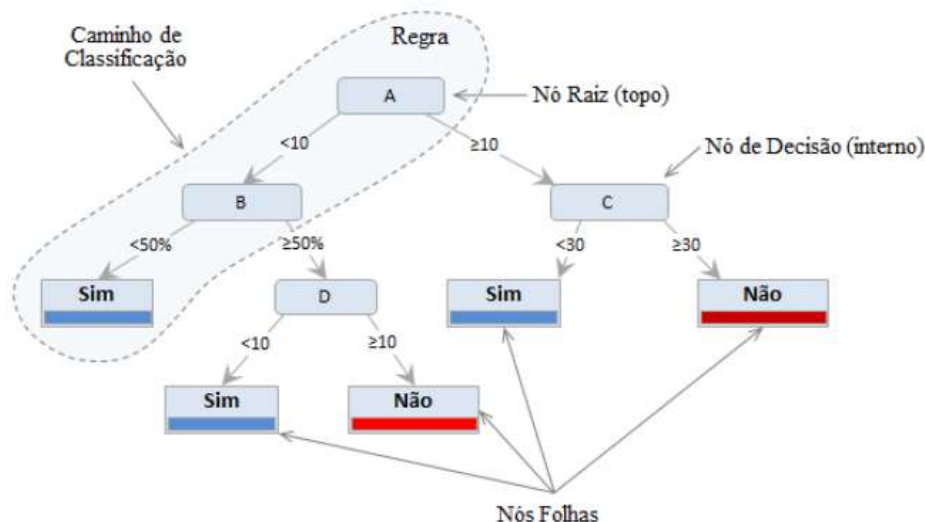 Caminho de
Classificação
Regra
A
Nó Raiz (topo)
<10
≥10
Nó de Decisão (interno)
B
C
<50%
≥50%
<30
≥30
Sim
D
Sim
Não
<10
≥10
Sim
Não
Nós Folhas